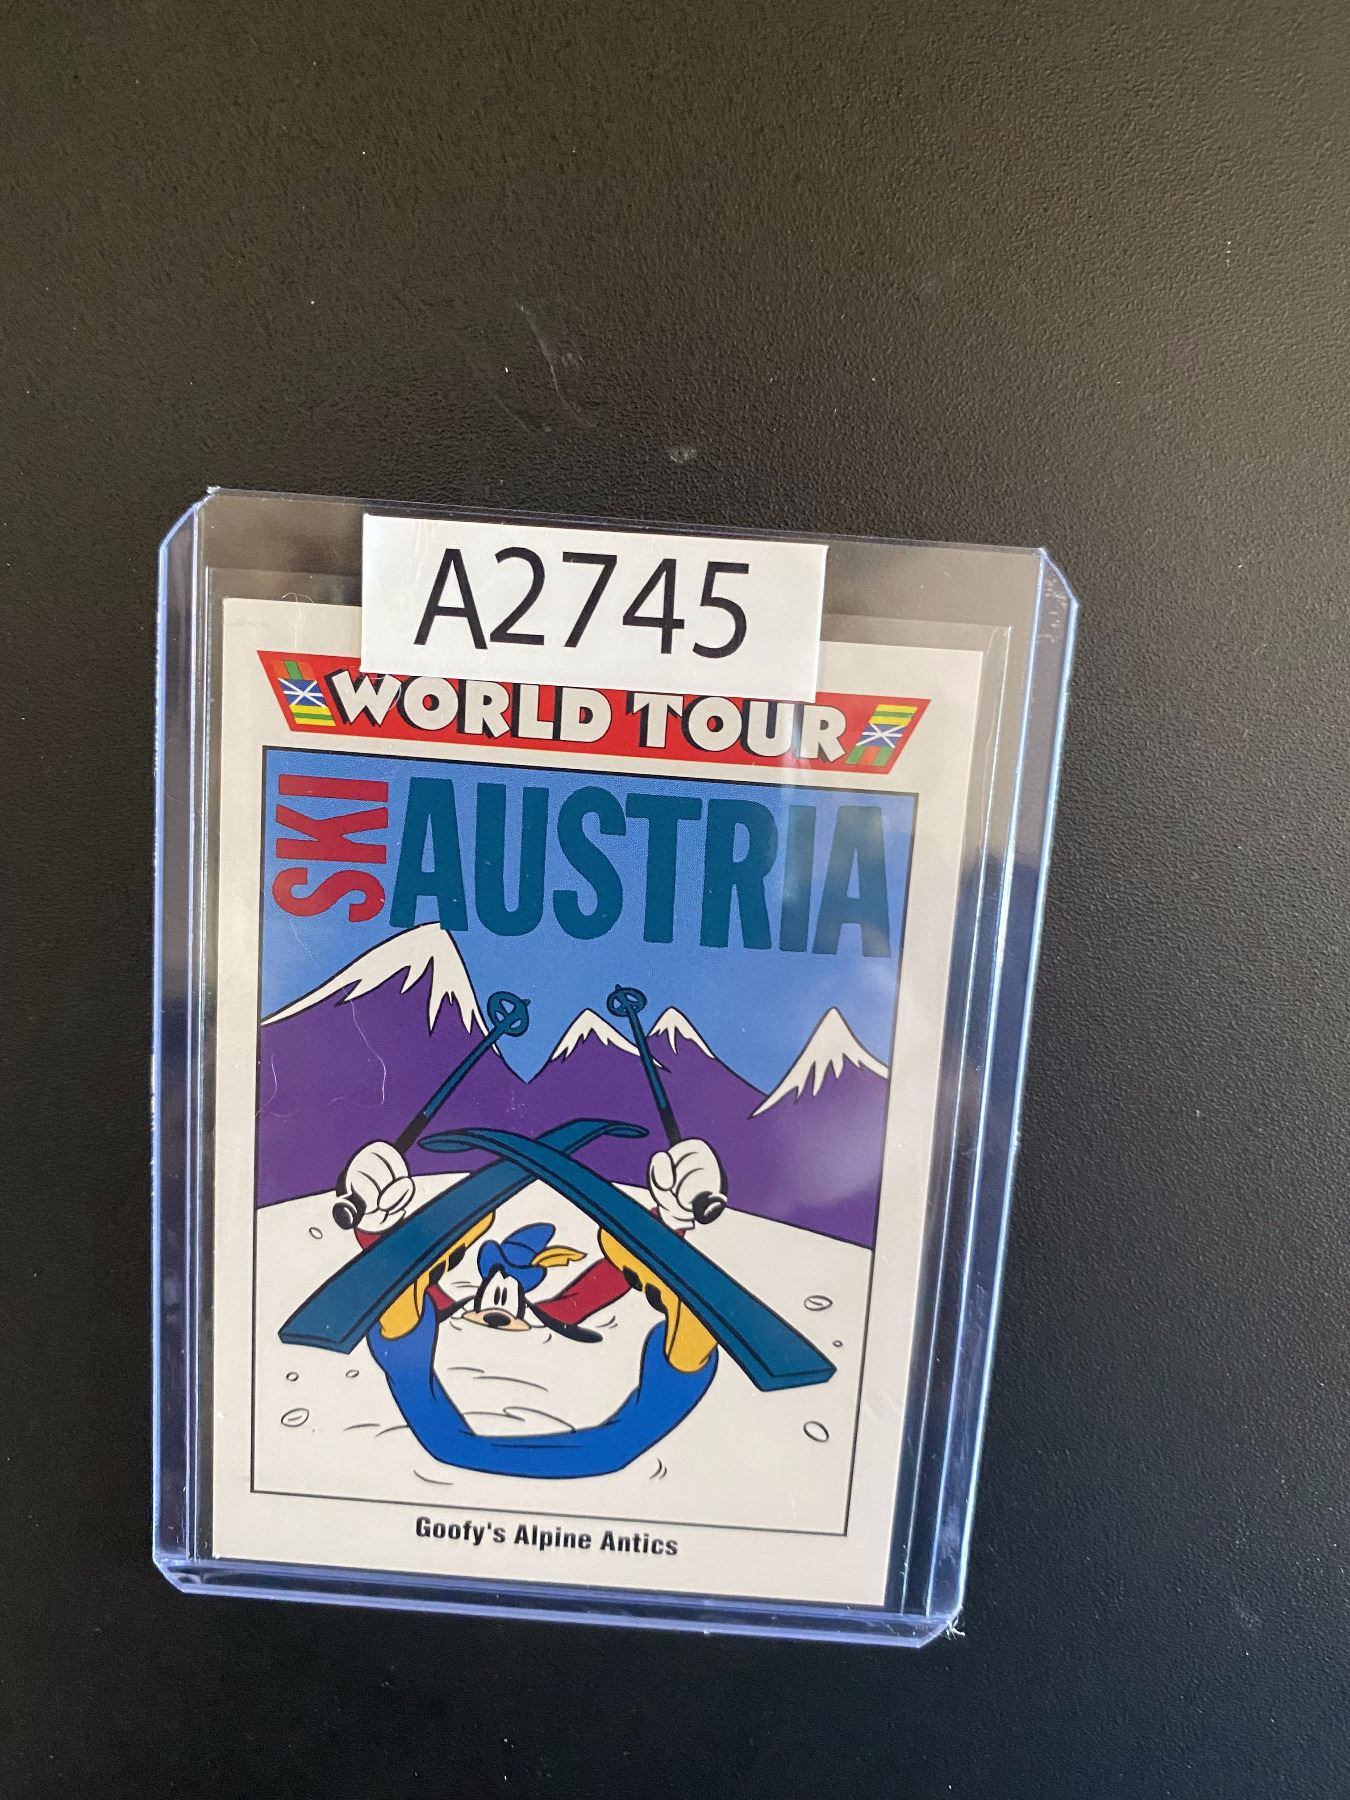 A2745
WORLD TOUR
SKI AUSTRIA
Goofy's Alpine Antics